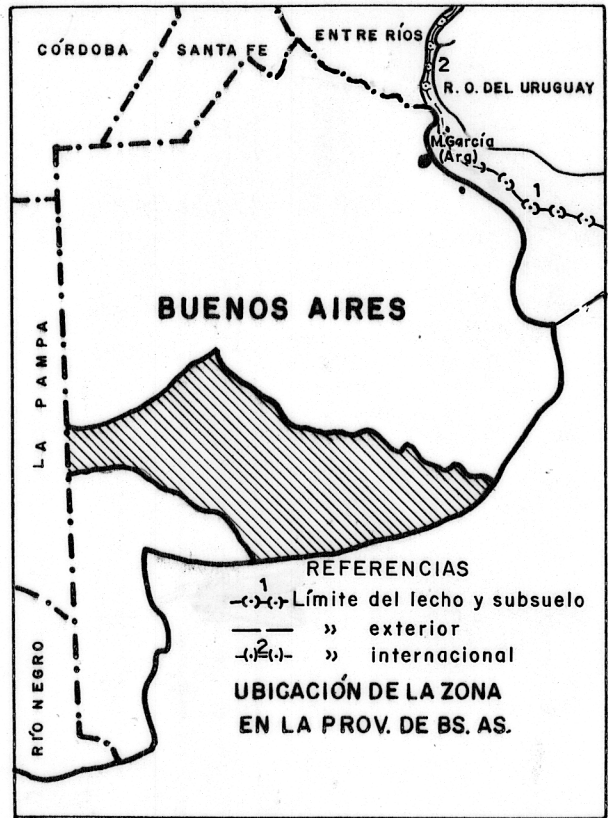 CÓRDOBA
SANTA FE
ENTRE RÍOS
2
R. O. DEL URUGUAY
M. García
(Arg)
1
BUENOS AIRES
LA PAMPA
RÍO NEGRO
REFERENCIAS
1 Límite del lecho y subsuelo
» exterior
2 » internacional
UBICACIÓN DE LA ZONA
EN LA PROV. DE BS. AS.